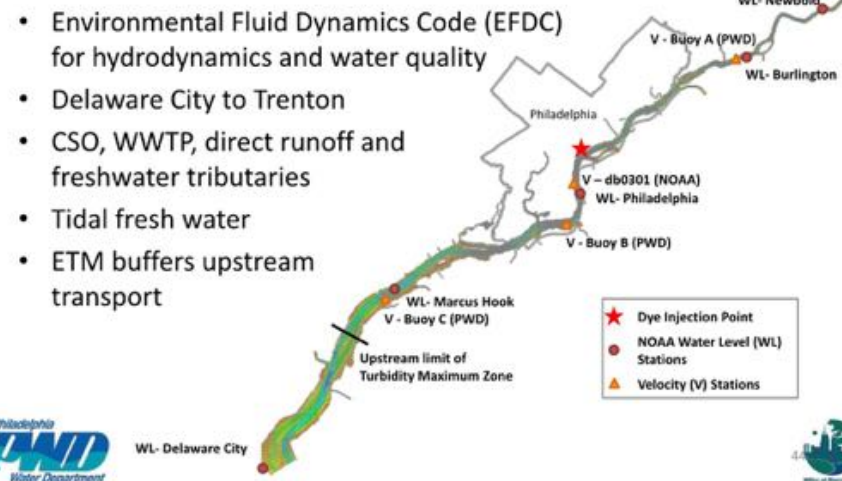 • Environmental Fluid Dynamics Code (EFDC)
for hydrodynamics and water quality
• Delaware City to Trenton
• CSO, WWTP, direct runoff and
freshwater tributaries
• Tidal fresh water
• ETM buffers upstream
transport
WL- Newbold
V - Buoy A (PWD)
WL- Burlington
Philadelphia
V – db0301 (NOAA)
WL- Philadelphia
V - Buoy B (PWD)
WL- Marcus Hook
V - Buoy C (PWD)
Upstream limit of
Turbidity Maximum Zone
WL- Delaware City
Dye Injection Point
NOAA Water Level (WL)
Stations
Velocity (V) Stations
Philadelphia
PWD
Water Department